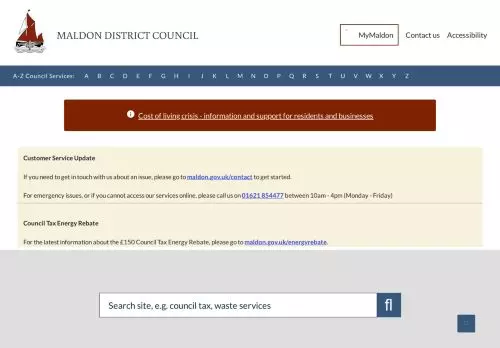 MALDON DISTRICT COUNCIL
MyMaldon
Contact us
Accessibility
A-Z Council Services: A B C D E F G H I J K L M N O P Q R S T U V W X Y Z
Cost of living crisis - information and support for residents and businesses
Customer Service Update
If you need to get in touch with us about an issue, please go to maldon.gov.uk/contact to get started.
For emergency issues, or if you cannot access our services online, please call us on 01621 854477 between 10am - 4pm (Monday - Friday)
Council Tax Energy Rebate
For the latest information about the £150 Council Tax Energy Rebate, please go to maldon.gov.uk/energyrebate.
Search site, e.g. council tax, waste services